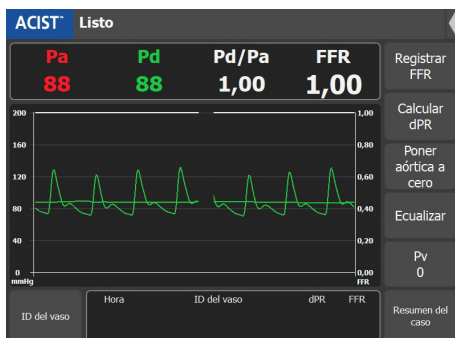 ACIST™ Listo
Pa Pd Pd/Pa FFR
88 88 1,00 1,00
Registrar
FFR
Calcular
dPR
Poner
aórtica a
cero
Ecualizar
Pv
0
200 1,00
160 0,80
120 0,60
80 0,40
40 0,20
0 0,00
mmHg FFR
ID del vaso
Hora ID del vaso dPR FFR
Resumen del
caso